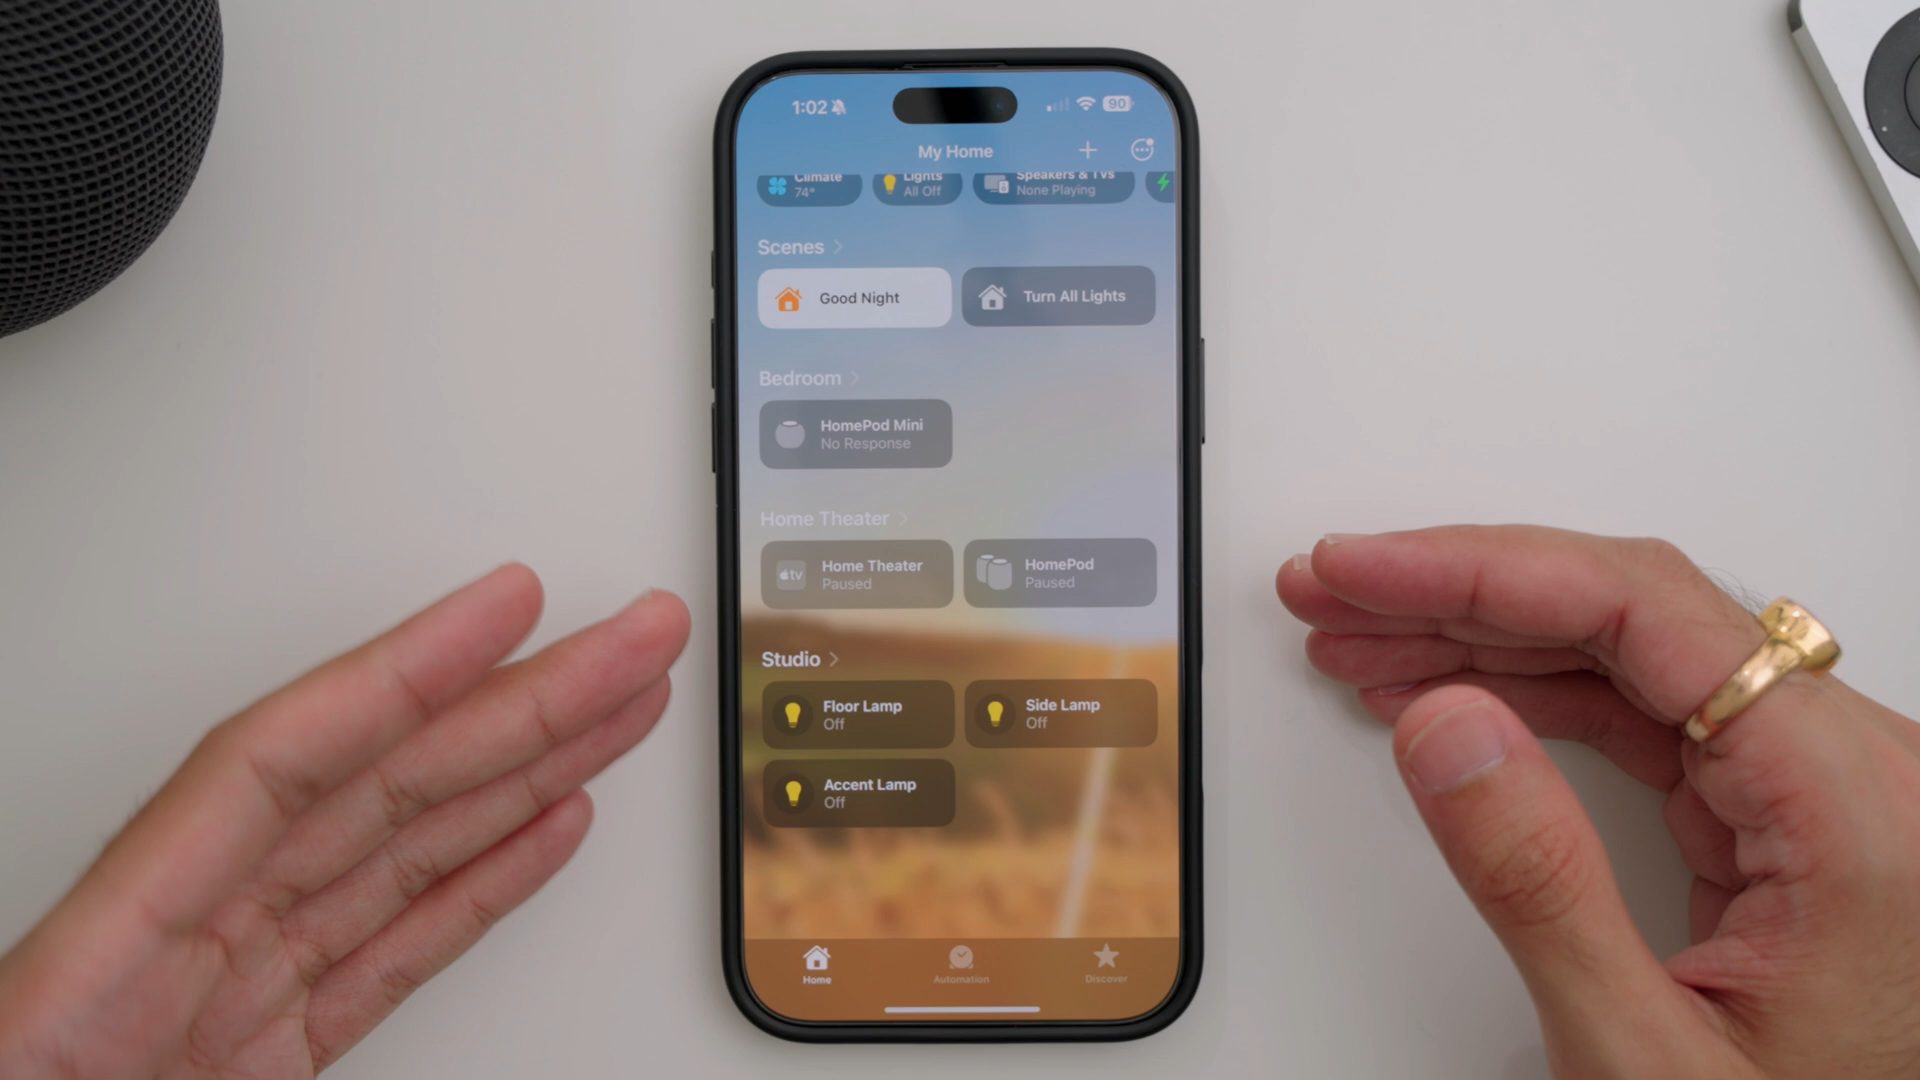 1:02
90
My Home
Climate
74°
Lights
All Off
Speakers & TVs
None Playing
Scenes
Good Night
Turn All Lights
Bedroom
HomePod Mini
No Response
Home Theater
tv
Home Theater
Paused
HomePod
Paused
Studio
Floor Lamp
Off
Side Lamp
Off
Accent Lamp
Off
Home
Automation
Discover